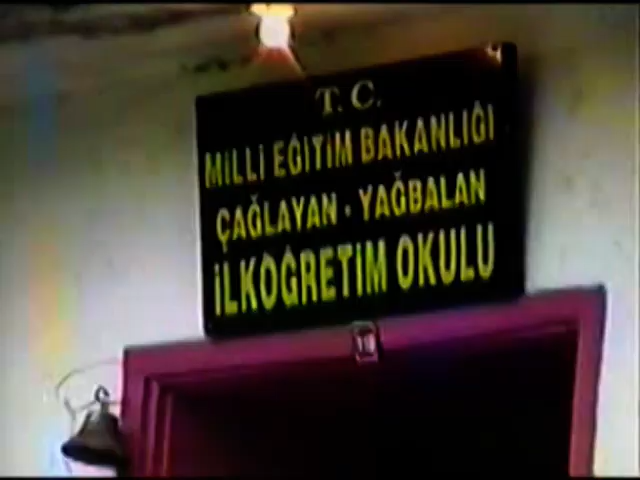 T. C.
MİLLİ EĞİTİM BAKANLIĞI
ÇAĞLAYAN - YAĞBALAN
İLKÖĞRETİM OKULU